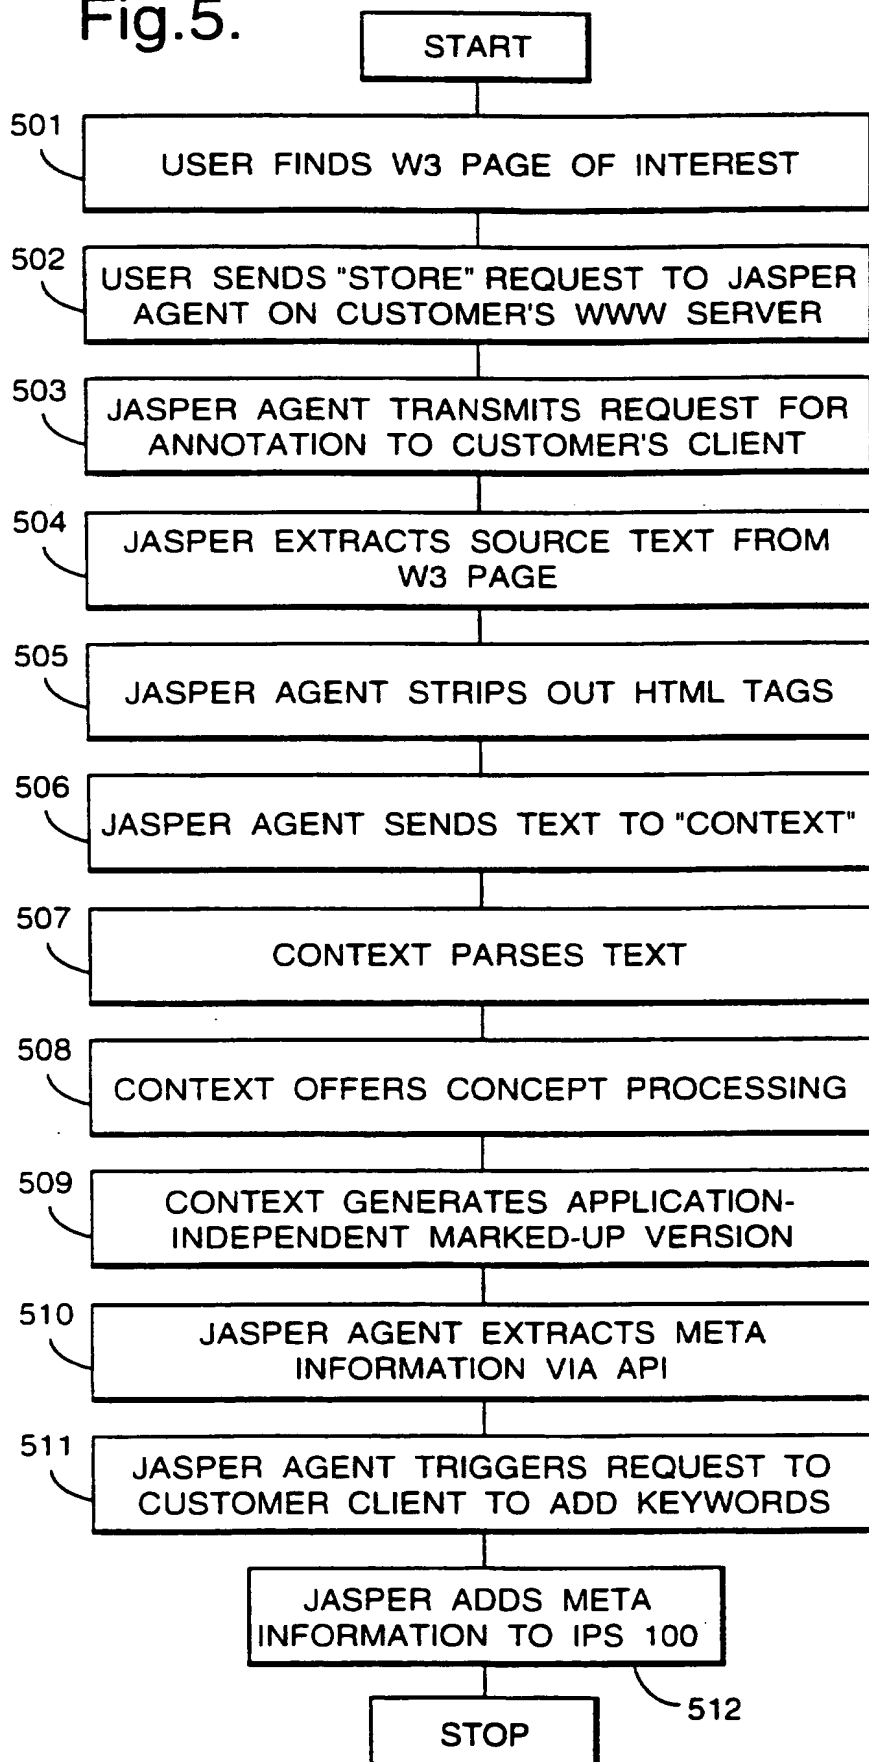 Fig.5.
START
501
USER FINDS W3 PAGE OF INTEREST
502
USER SENDS "STORE" REQUEST TO JASPER
AGENT ON CUSTOMER'S WWW SERVER
503
JASPER AGENT TRANSMITS REQUEST FOR
ANNOTATION TO CUSTOMER'S CLIENT
504
JASPER EXTRACTS SOURCE TEXT FROM
W3 PAGE
505
JASPER AGENT STRIPS OUT HTML TAGS
506
JASPER AGENT SENDS TEXT TO "CONTEXT"
507
CONTEXT PARSES TEXT
508
CONTEXT OFFERS CONCEPT PROCESSING
509
CONTEXT GENERATES APPLICATION-
INDEPENDENT MARKED-UP VERSION
510
JASPER AGENT EXTRACTS META
INFORMATION VIA API
511
JASPER AGENT TRIGGERS REQUEST TO
CUSTOMER CLIENT TO ADD KEYWORDS
JASPER ADDS META
INFORMATION TO IPS 100
512
STOP